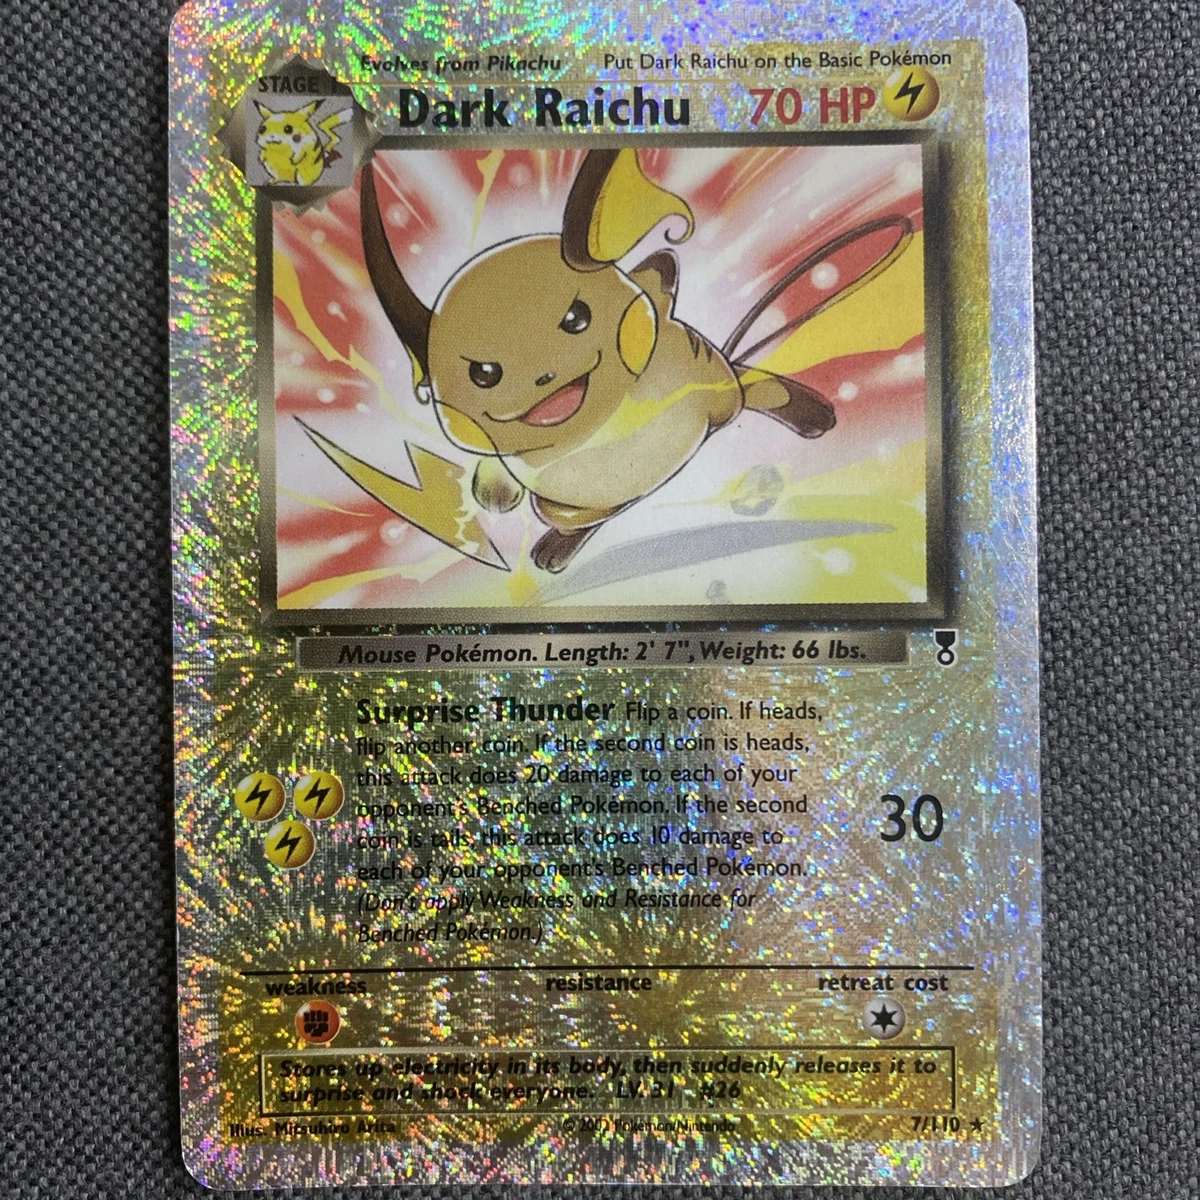 Evolves from Pikachu Put Dark Raichu on the Basic Pokémon
STAGE 1
Dark Raichu 70 HP
Mouse Pokémon. Length: 2' 7", Weight: 66 lbs.
Surprise Thunder Flip a coin. If heads,
flip another coin. If the second coin is heads,
this attack does 20 damage to each of your
opponent's Benched Pokémon. If the second
coin is tails, this attack does 10 damage to
each of your opponent's Benched Pokémon.
(Don't apply Weakness and Resistance for
Benched Pokémon.)
30
weakness resistance retreat cost
Stores up electricity in its body, then suddenly releases it to
surprise and shock everyone. LV. 31 #26
Illus. Mitsuhiro Arita © 2002 Pokémon/Nintendo 7/110 ★